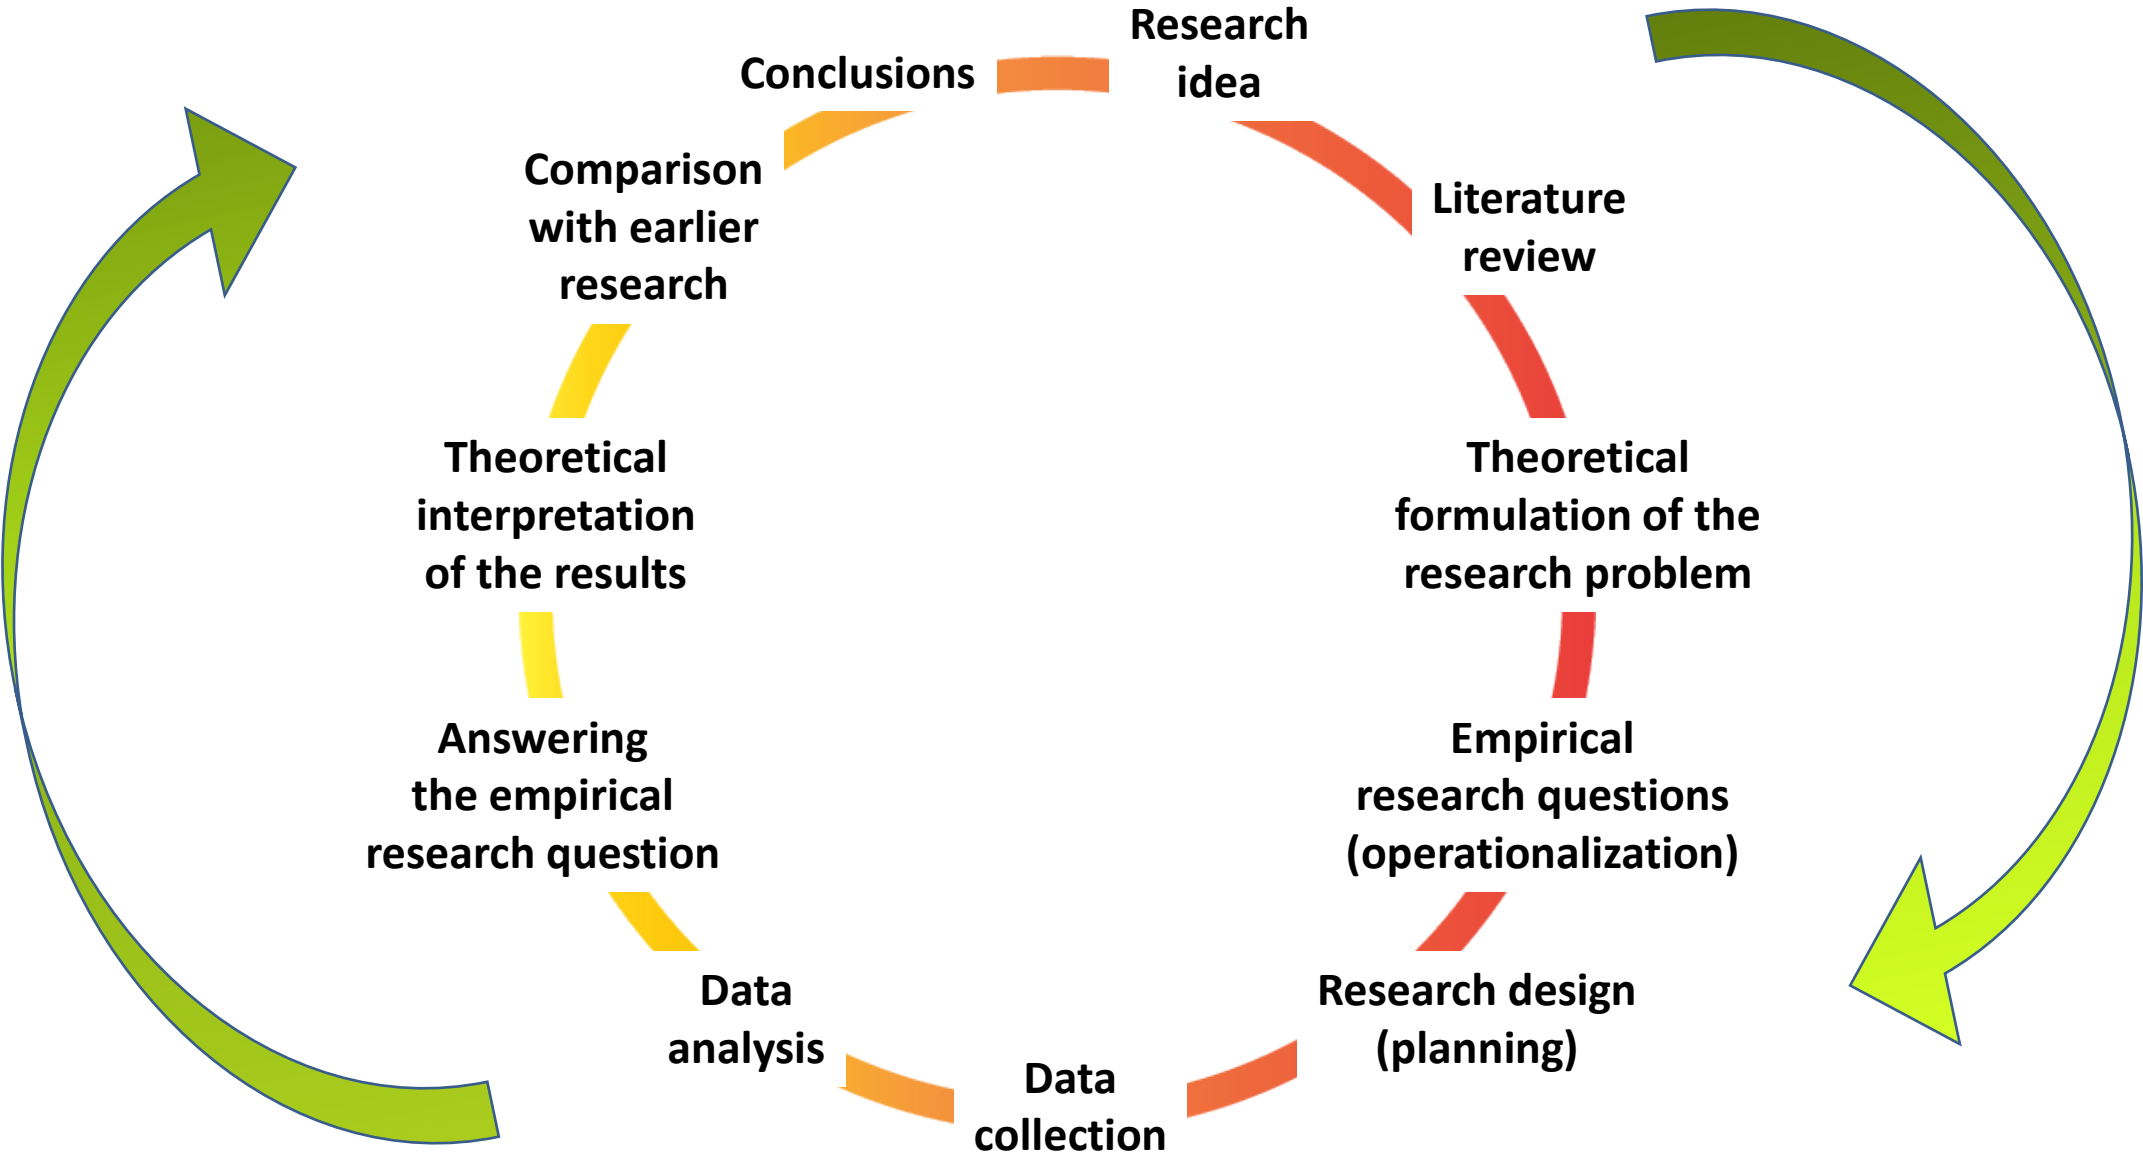 Research
idea
Literature
review
Theoretical
formulation of the
research problem
Empirical
research questions
(operationalization)
Research design
(planning)
Data
collection
Data
analysis
Answering
the empirical
research question
Theoretical
interpretation
of the results
Comparison
with earlier
research
Conclusions